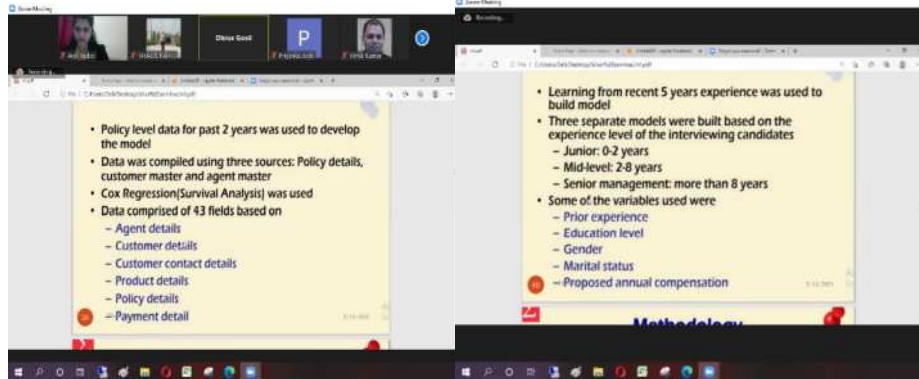 Zoom Meeting
Dhruv Gosil
P
Recording...
• Policy level data for past 2 years was used to develop
the model
• Data was compiled using three sources: Policy details,
customer master and agent master
• Cox Regression(Survival Analysis) was used
• Data comprised of 43 fields based on
– Agent details
– Customer details
– Customer contact details
– Product details
– Policy details
– Payment detail
Zoom Meeting
Recording...
• Learning from recent 5 years experience was used to
build model
• Three separate models were built based on the
experience level of the interviewing candidates
– Junior: 0-2 years
– Mid-level: 2-8 years
– Senior management: more than 8 years
• Some of the variables used were
– Prior experience
– Education level
– Gender
– Marital status
– Proposed annual compensation
Methodology